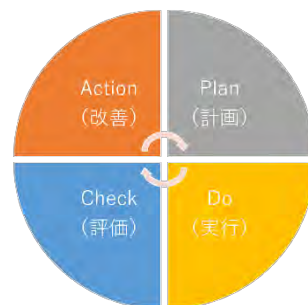 Action
（改善）
Plan
（計画）
Check
（評価）
Do
（実行）